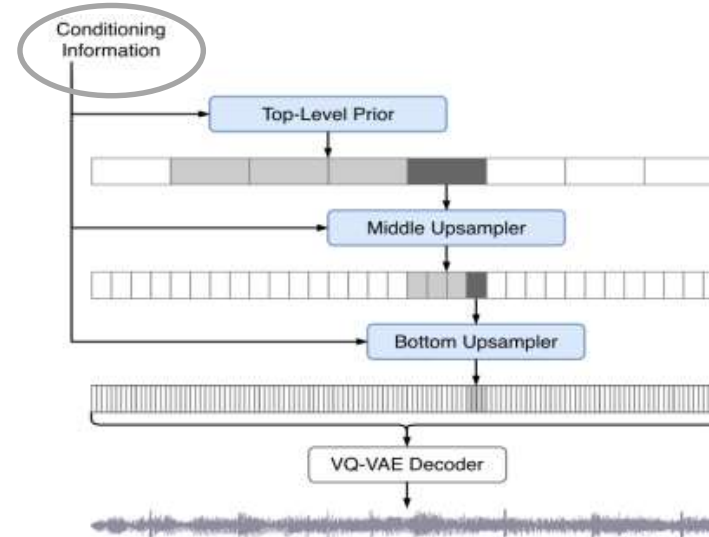 Conditioning
Information
Top-Level Prior
Middle Upsampler
Bottom Upsampler
VQ-VAE Decoder